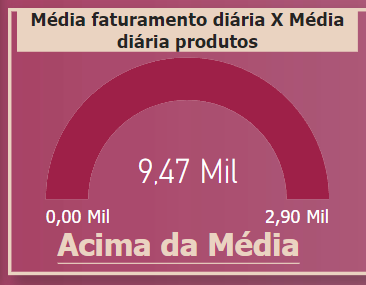 Média faturamento diária X Média
diária produtos
9,47 Mil
0,00 Mil
2,90 Mil
Acima da Média